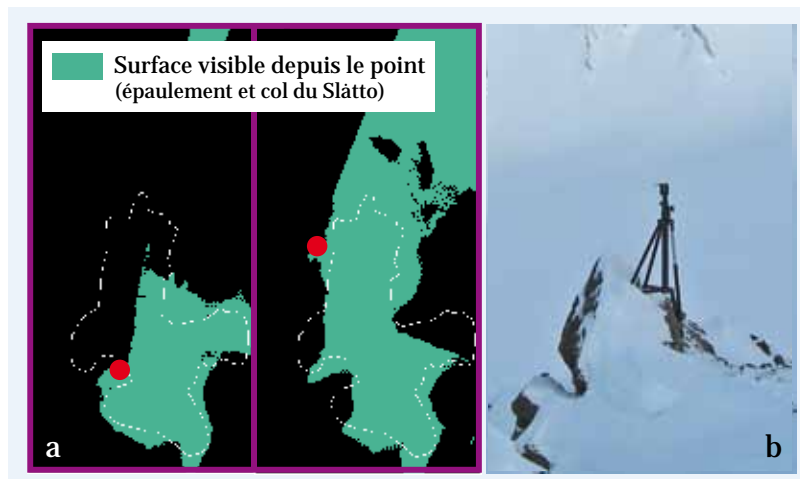 Surface visible depuis le point
(épaulement et col du Slåtto)
a
b